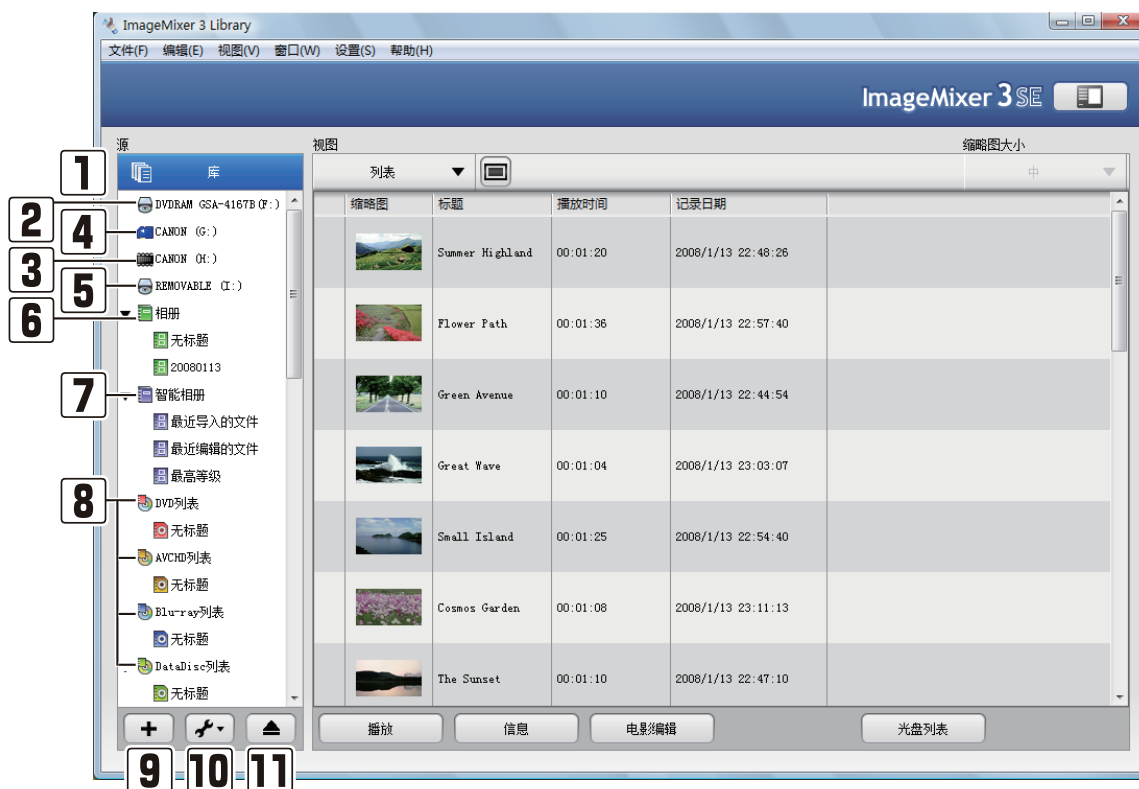 ImageMixer 3 Library
文件(F) 编辑(E) 视图(V) 窗口(W) 设置(S) 帮助(H)
ImageMixer 3 SE
源 视图 缩略图大小
1 库 列表 中
2 DVDRAM GSA-4167B(F:)
4 CANON (G:)
3 CANON (H:)
5 REMOVABLE (I:)
6 相册
无标题
20080113
7 智能相册
最近导入的文件
最近编辑的文件
最高等级
8 DVD列表
无标题
AVCHD列表
无标题
Blu-ray列表
无标题
DataDisc列表
无标题
缩略图 标题 播放时间 记录日期
Summer Highland 00:01:20 2008/1/13 22:48:26
Flower Path 00:01:36 2008/1/13 22:57:40
Green Avenue 00:01:10 2008/1/13 22:44:54
Great Wave 00:01:04 2008/1/13 23:03:07
Small Island 00:01:25 2008/1/13 22:54:40
Cosmos Garden 00:01:08 2008/1/13 23:11:13
The Sunset 00:01:10 2008/1/13 22:47:10
播放 信息 电影编辑 光盘列表
9 10 11